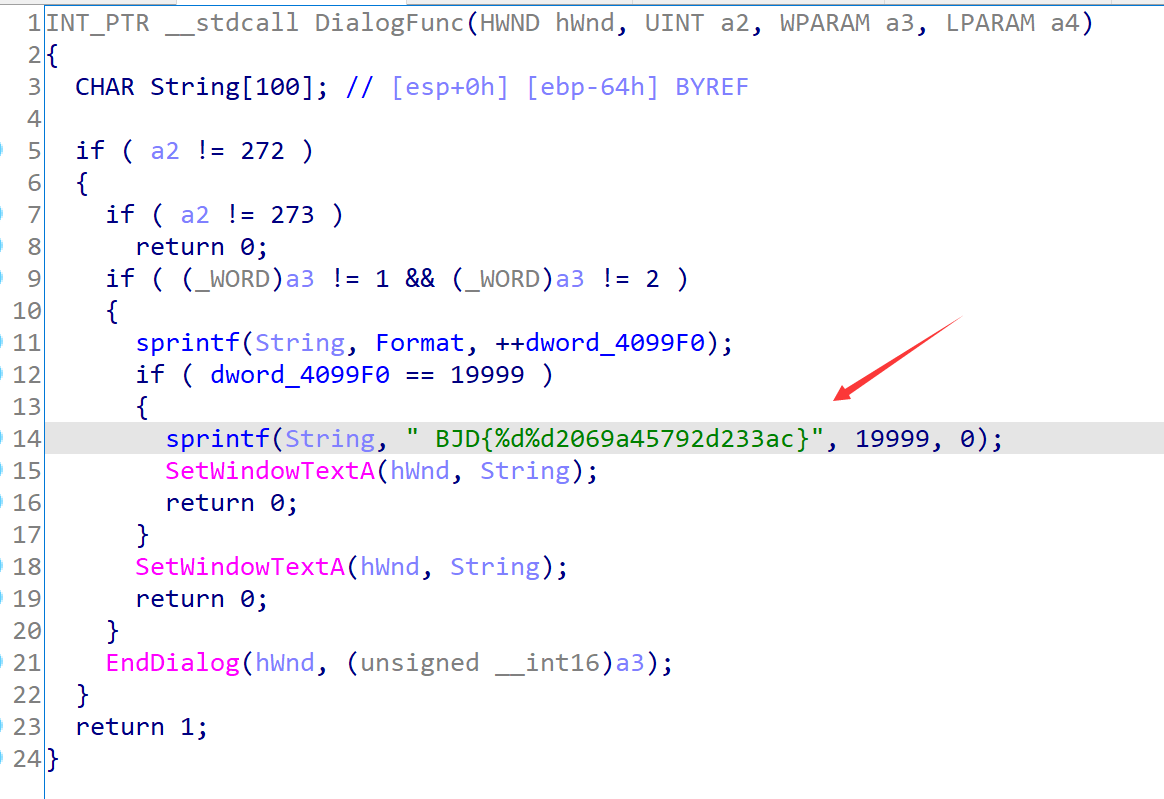 1 INT_PTR __stdcall DialogFunc(HWND hWnd, UINT a2, WPARAM a3, LPARAM a4)
2 {
3   CHAR String[100]; // [esp+0h] [ebp-64h] BYREF
4
5   if ( a2 != 272 )
6   {
7     if ( a2 != 273 )
8       return 0;
9     if ( (_WORD)a3 != 1 && (_WORD)a3 != 2 )
10     {
11       sprintf(String, Format, ++dword_4099F0);
12       if ( dword_4099F0 == 19999 )
13       {
14         sprintf(String, " BJD{%d%d2069a45792d233ac}", 19999, 0);
15         SetWindowTextA(hWnd, String);
16         return 0;
17       }
18       SetWindowTextA(hWnd, String);
19       return 0;
20     }
21     EndDialog(hWnd, (unsigned __int16)a3);
22   }
23   return 1;
24 }